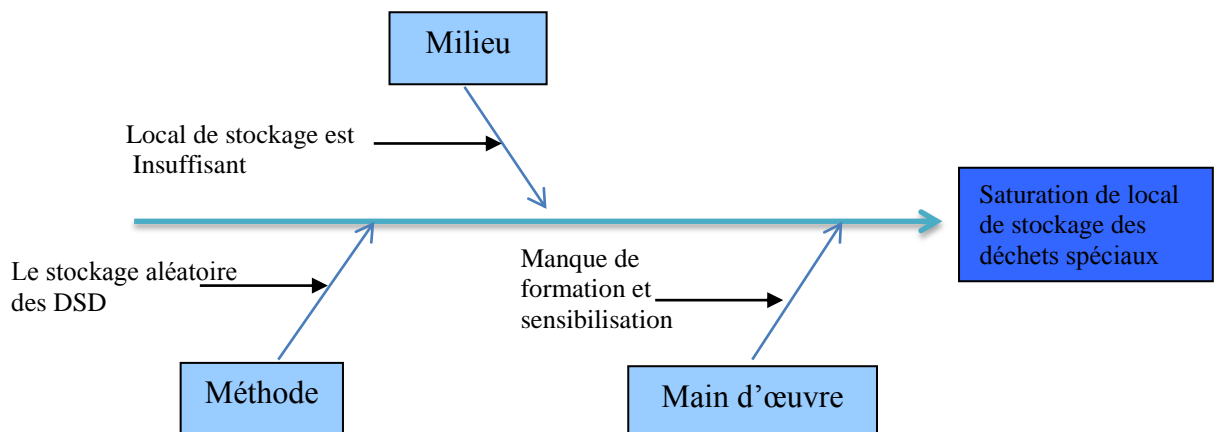 Milieu
Local de stockage est
Insuffisant
Saturation de local
de stockage des
déchets spéciaux
Le stockage aléatoire
des DSD
Manque de
formation et
sensibilisation
Méthode
Main d'œuvre